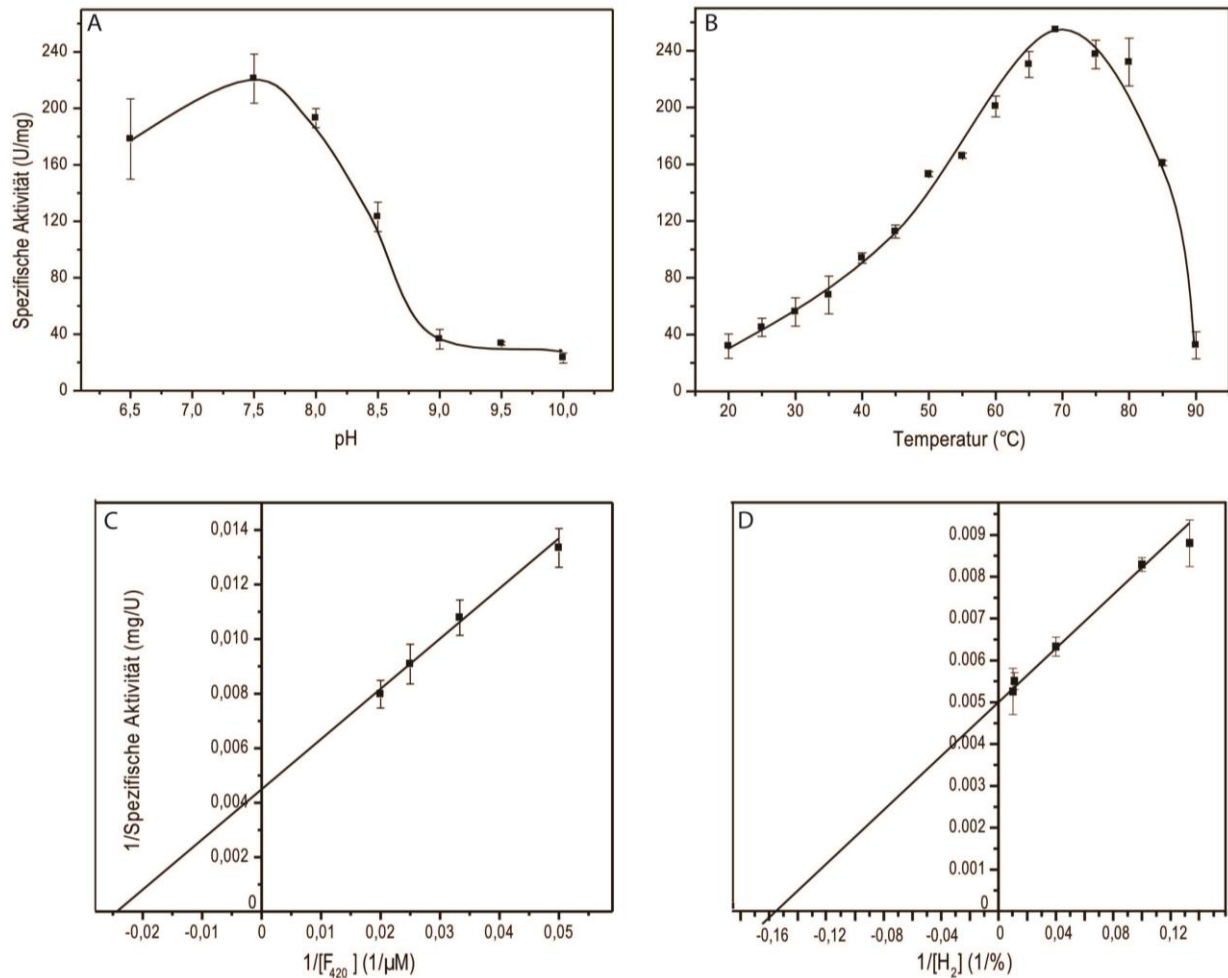 A
Spezifische Aktivität (U/mg)
240
200
160
120
80
40
0
6,5 7,0 7,5 8,0 8,5 9,0 9,5 10,0
pH
B
240
200
160
120
80
40
0
20 30 40 50 60 70 80 90
Temperatur (°C)
C
1/Spezifische Aktivität (mg/U)
0,014
0,012
0,010
0,008
0,006
0,004
0,002
0
-0,02 -0,01 0 0,01 0,02 0,03 0,04 0,05
1/[F₄₂₀ ] (1/µM)
D
0.009
0.008
0.007
0.006
0.005
0.004
0.003
0.002
0.001
0
-0,16 -0,12 -0,08 -0,04 0 0,04 0,08 0,12
1/[H₂] (1/%)